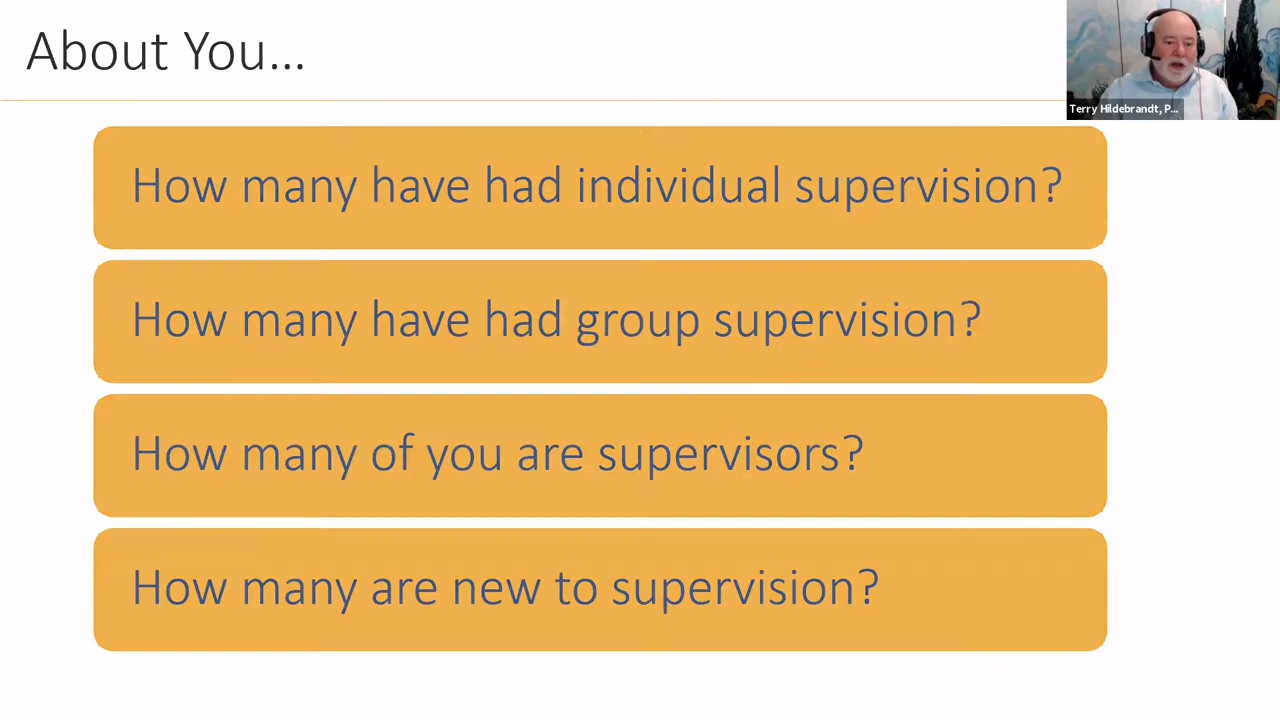 About You...
Terry Hildebrandt, P...
How many have had individual supervision?
How many have had group supervision?
How many of you are supervisors?
How many are new to supervision?